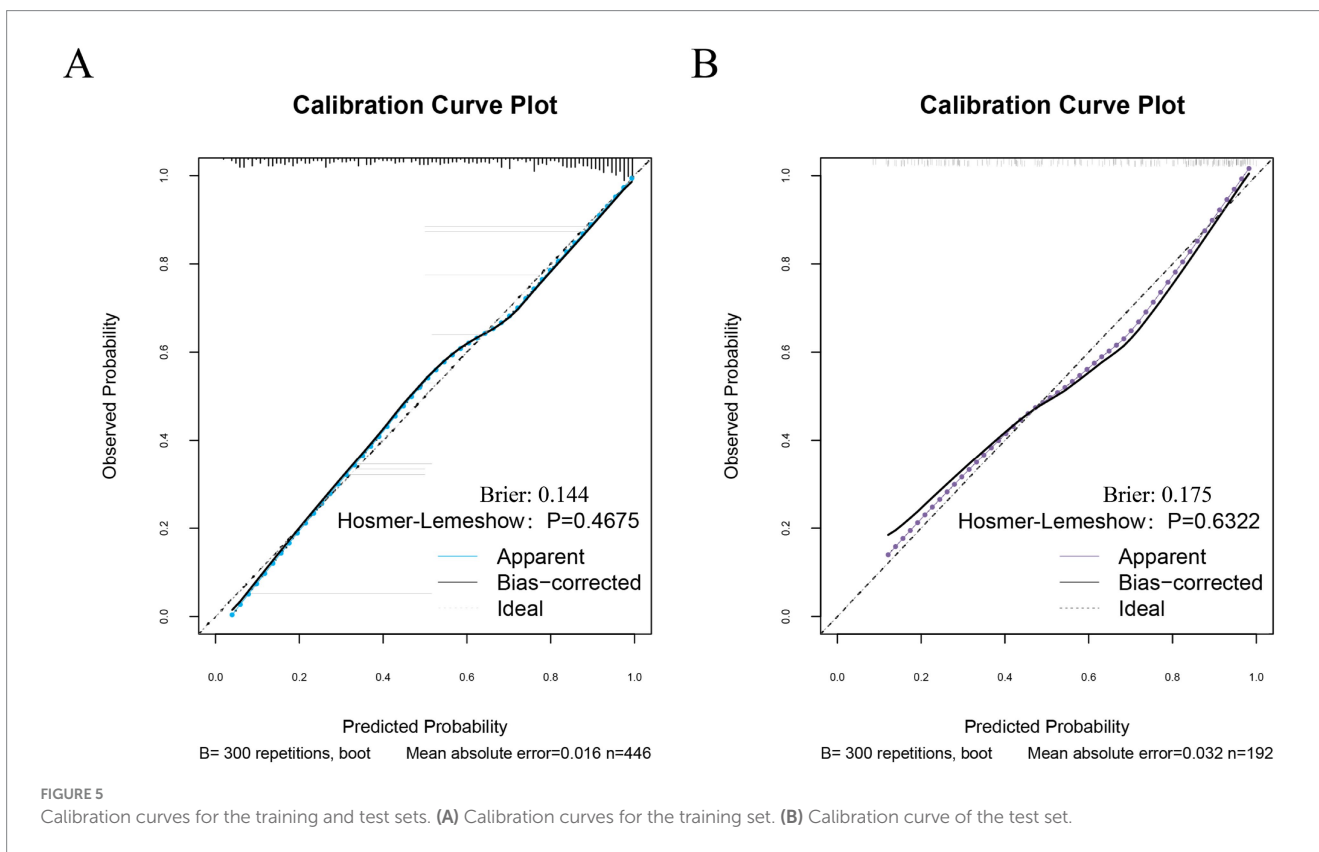 A
Calibration Curve Plot
Observed Probability
1.0
0.8
0.6
0.4
0.2
0.0
Brier: 0.144
Hosmer-Lemeshow: P=0.4675
Apparent
Bias-corrected
Ideal
0.0 0.2 0.4 0.6 0.8 1.0
Predicted Probability
B= 300 repetitions, boot Mean absolute error=0.016 n=446
B
Calibration Curve Plot
Observed Probability
1.0
0.8
0.6
0.4
0.2
0.0
Brier: 0.175
Hosmer-Lemeshow: P=0.6322
Apparent
Bias-corrected
Ideal
0.0 0.2 0.4 0.6 0.8 1.0
Predicted Probability
B= 300 repetitions, boot Mean absolute error=0.032 n=192
FIGURE 5
Calibration curves for the training and test sets. (A) Calibration curves for the training set. (B) Calibration curve of the test set.